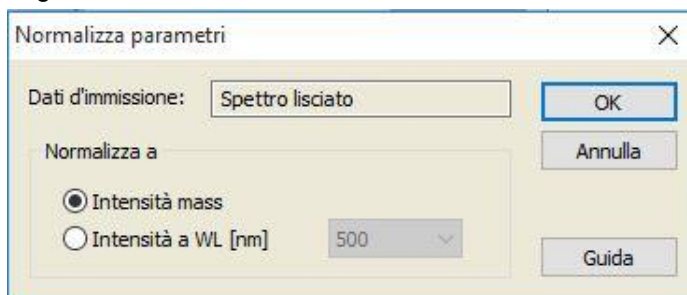 Normalizza parametri
Dati d'immissione: Spettro lisciato OK
Normalizza a Annulla
Intensità mass
Intensità a WL [nm] 500
Guida